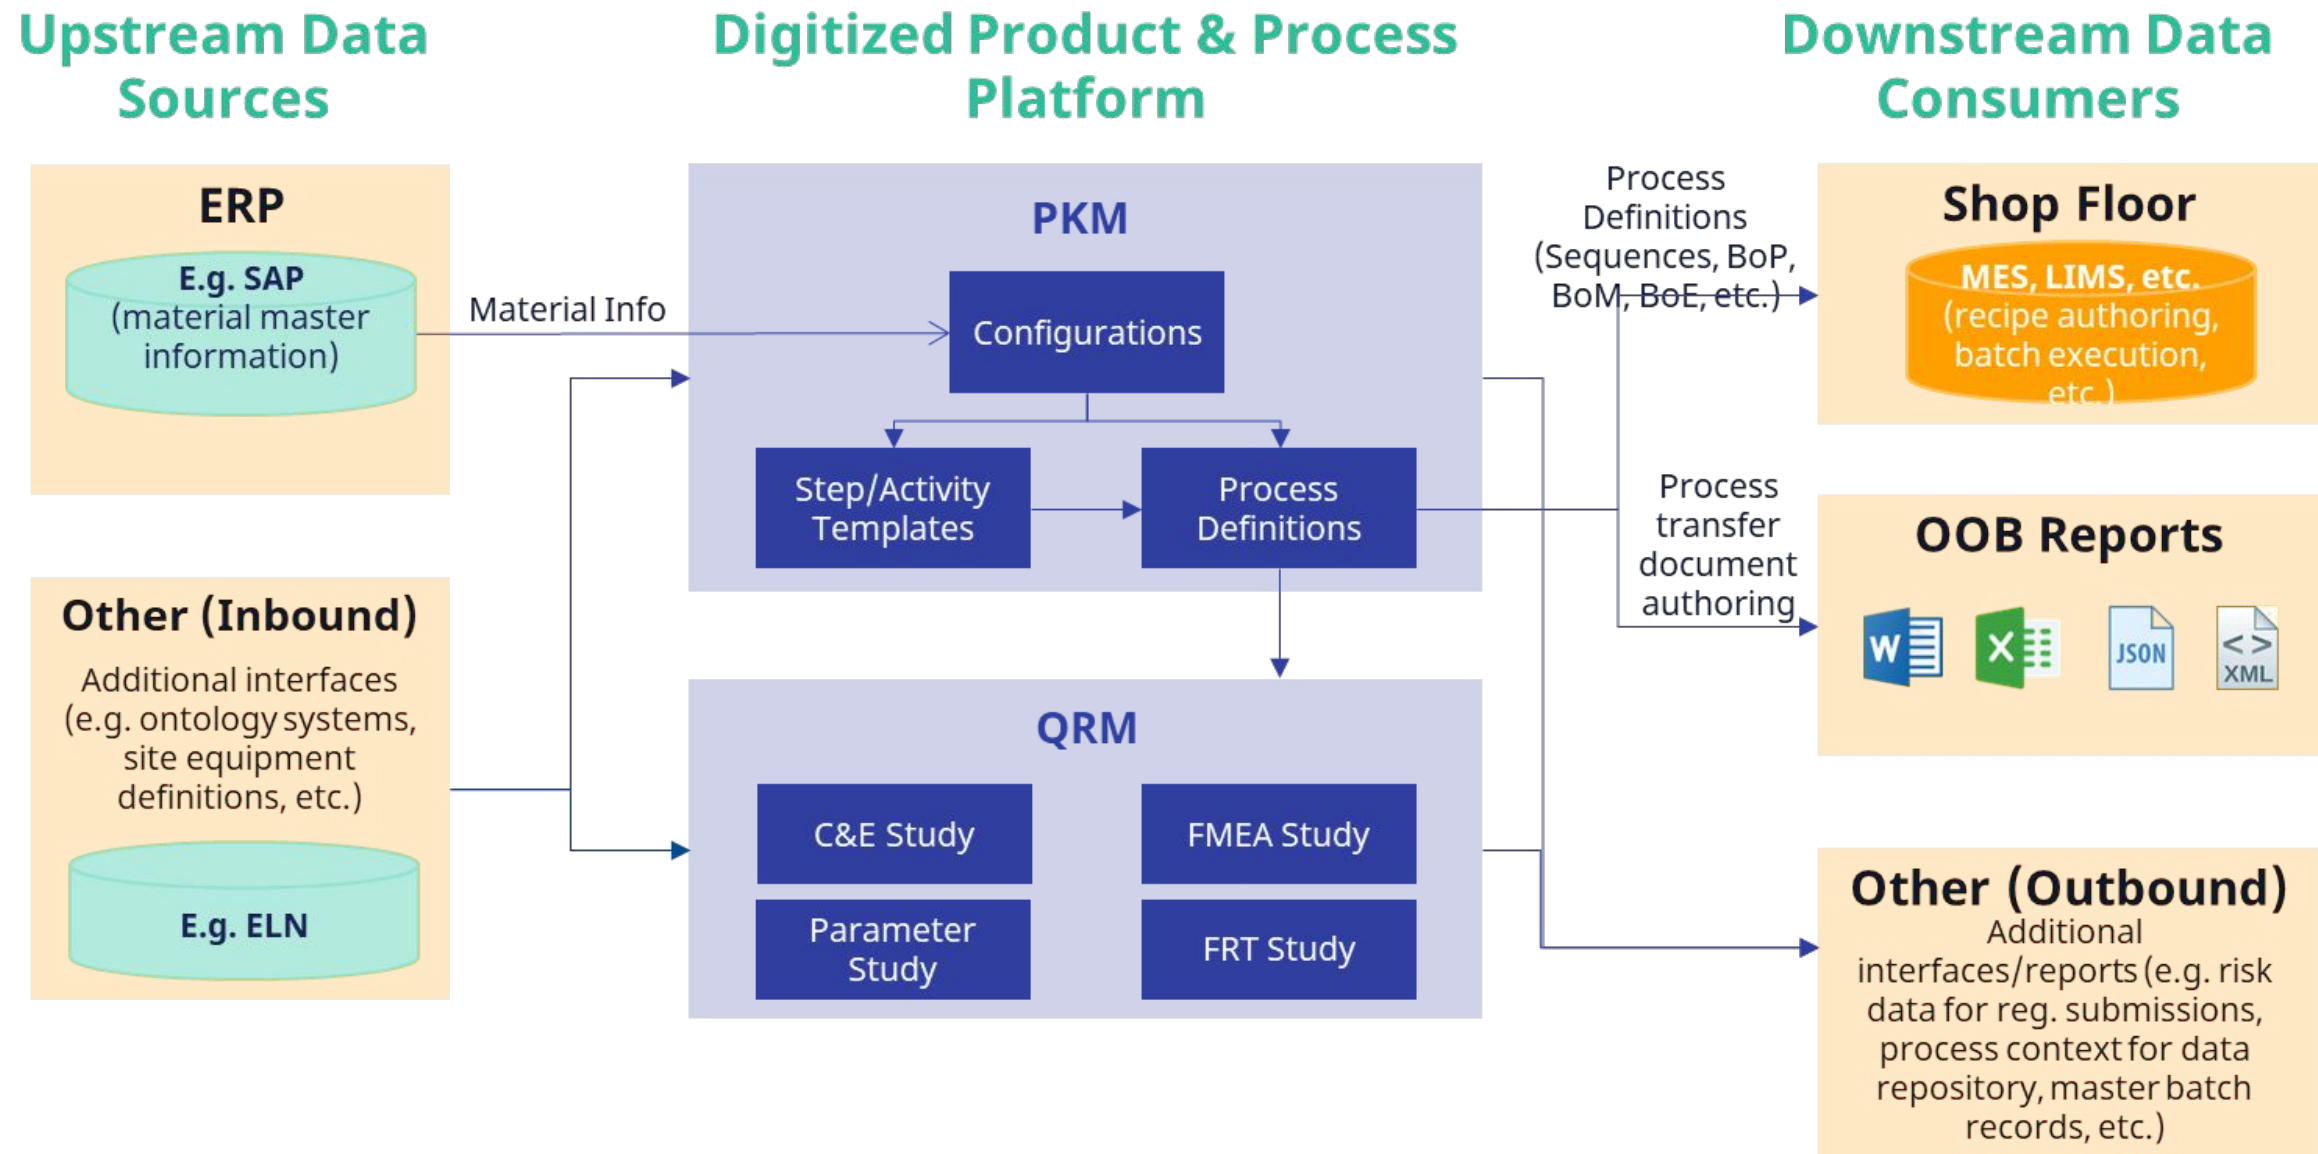 Upstream Data
Sources
Digitized Product & Process
Platform
Downstream Data
Consumers
ERP
E.g. SAP
(material master
information)
Material Info
Other (Inbound)
Additional interfaces
(e.g. ontology systems,
site equipment
definitions, etc.)
E.g. ELN
PKM
Configurations
Step/Activity
Templates
Process
Definitions
QRM
C&E Study
FMEA Study
Parameter
Study
FRT Study
Process
Definitions
(Sequences, BoP,
BoM, BoE, etc.)
Process
transfer
document
authoring
Shop Floor
MES, LIMS, etc.
(recipe authoring,
batch execution,
etc.)
OOB Reports
W
X
JSON
<>
XML
Other (Outbound)
Additional
interfaces/reports (e.g. risk
data for reg. submissions,
process context for data
repository, master batch
records, etc.)